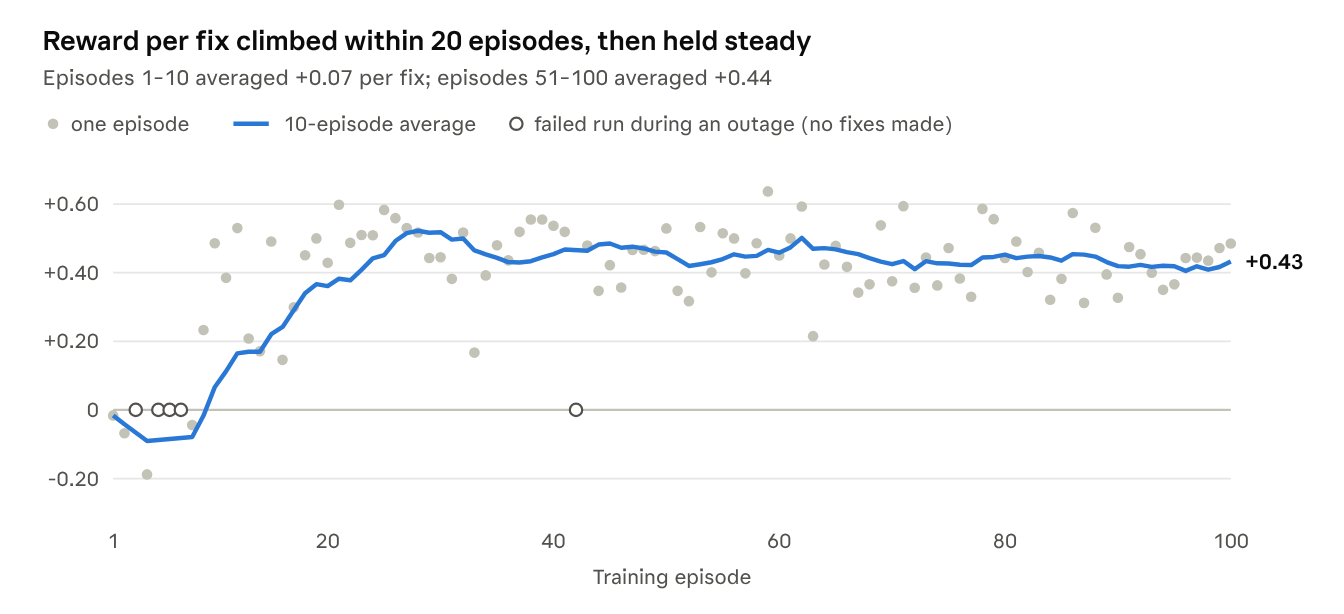 Reward per fix climbed within 20 episodes, then held steady
Episodes 1–10 averaged +0.07 per fix; episodes 51–100 averaged +0.44
one episode
10-episode average
failed run during an outage (no fixes made)
+0.60
+0.40
+0.20
0
-0.20
+0.43
1
20
40
60
80
100
Training episode